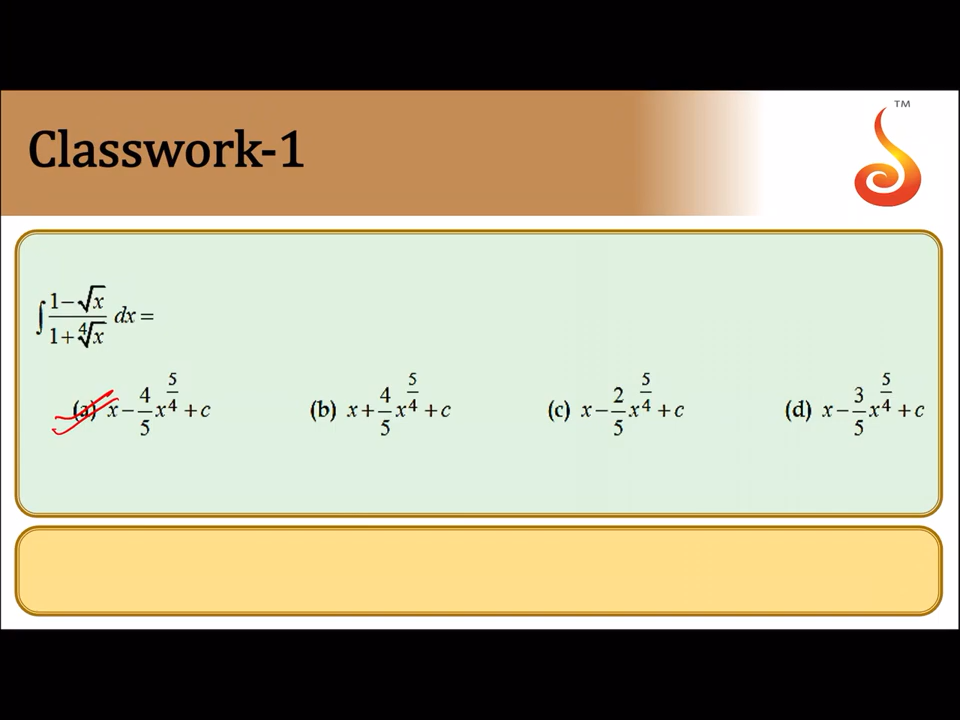 TM
Classwork-1
∫ (1−√x)/(1+∜x) dx =
(a) x − 4/5 x^(5/4) + c (b) x + 4/5 x^(5/4) + c (c) x − 2/5 x^(5/4) + c (d) x − 3/5 x^(5/4) + c